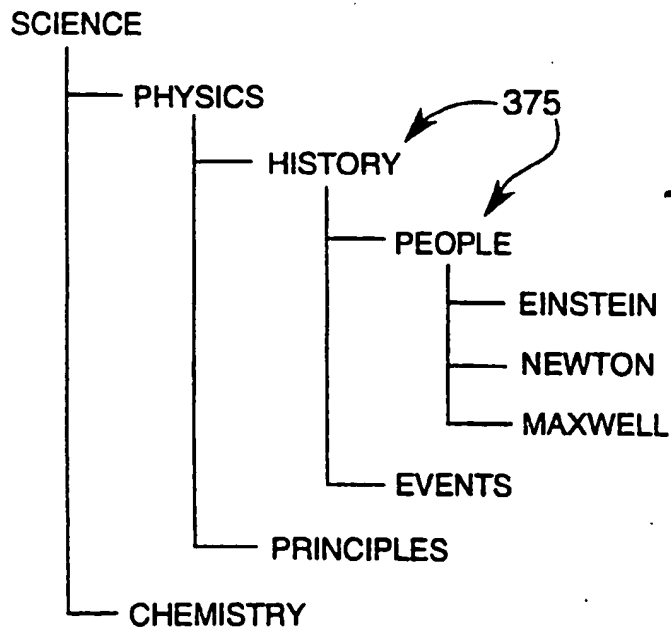 SCIENCE
PHYSICS
375
HISTORY
PEOPLE
EINSTEIN
NEWTON
MAXWELL
EVENTS
PRINCIPLES
CHEMISTRY